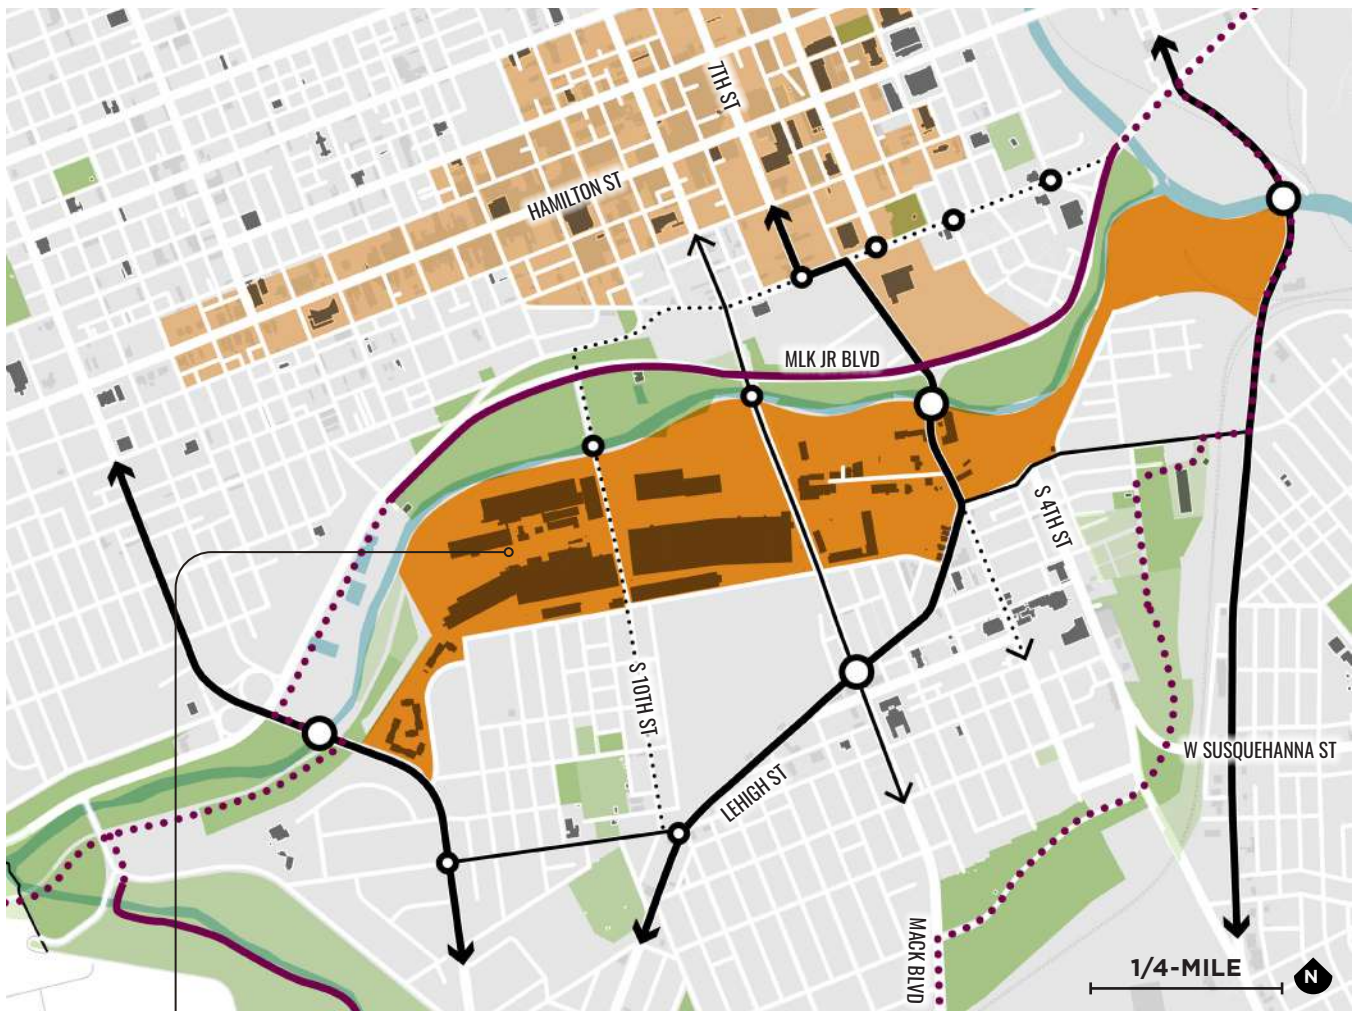 7TH ST
HAMILTON ST
MLK JR BLVD
S 4TH ST
S 10TH ST
W SUSQUEHANNA ST
LEHIGH ST
MACK BLVD
1/4-MILE
N